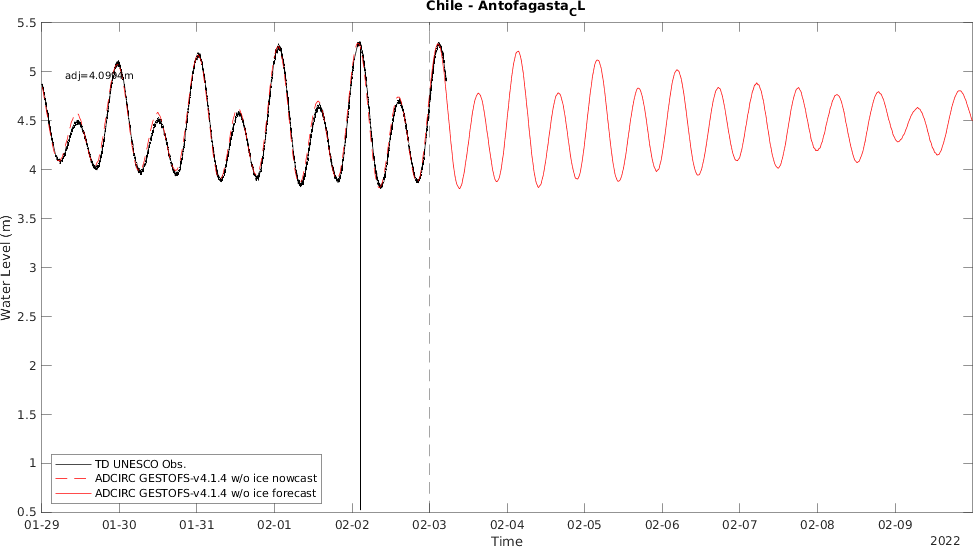 Chile - Antofagasta_CL
5.5
5
adj=4.0994m
4.5
4
3.5
3
2.5
2
1.5
1
0.5
Water Level (m)
TD UNESCO Obs.
ADCIRC GESTOFS-v4.1.4 w/o ice nowcast
ADCIRC GESTOFS-v4.1.4 w/o ice forecast
01-29 01-30 01-31 02-01 02-02 02-03 02-04 02-05 02-06 02-07 02-08 02-09
Time
2022